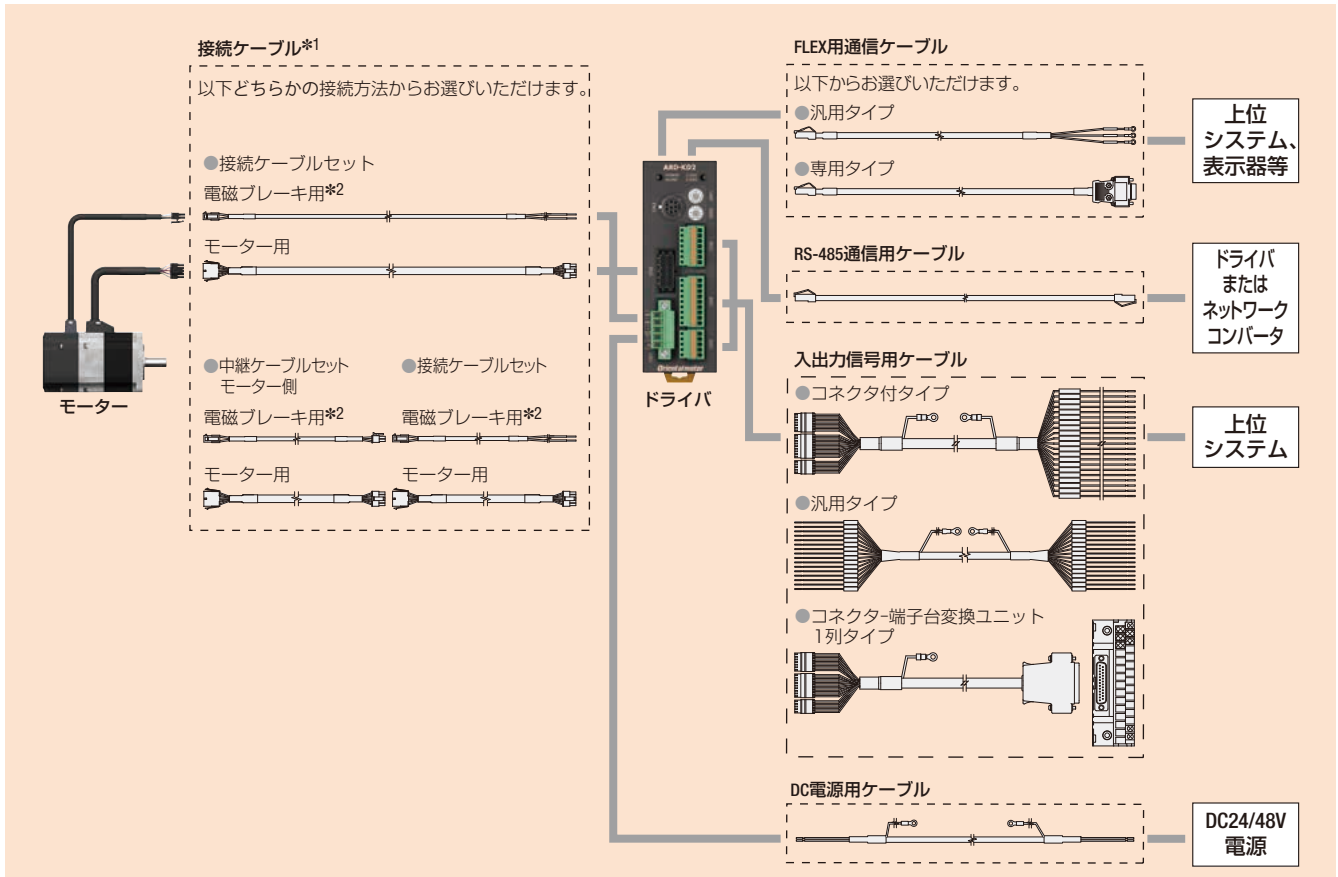 接続ケーブル*1
以下どちらかの接続方法からお選びいただけます。
●接続ケーブルセット
電磁ブレーキ用*2
モーター用
●中継ケーブルセット
モーター側
電磁ブレーキ用*2
モーター用
●接続ケーブルセット
電磁ブレーキ用*2
モーター用
モーター
ARD-KD2
Orientalmotor
ドライバ
FLEX用通信ケーブル
以下からお選びいただけます。
●汎用タイプ
●専用タイプ
上位
システム、
表示器等
RS-485通信用ケーブル
ドライバ
または
ネットワーク
コンバータ
入出力信号用ケーブル
●コネクタ付タイプ
上位
システム
●汎用タイプ
●コネクタ−端子台変換ユニット
1列タイプ
DC電源用ケーブル
DC24/48V
電源